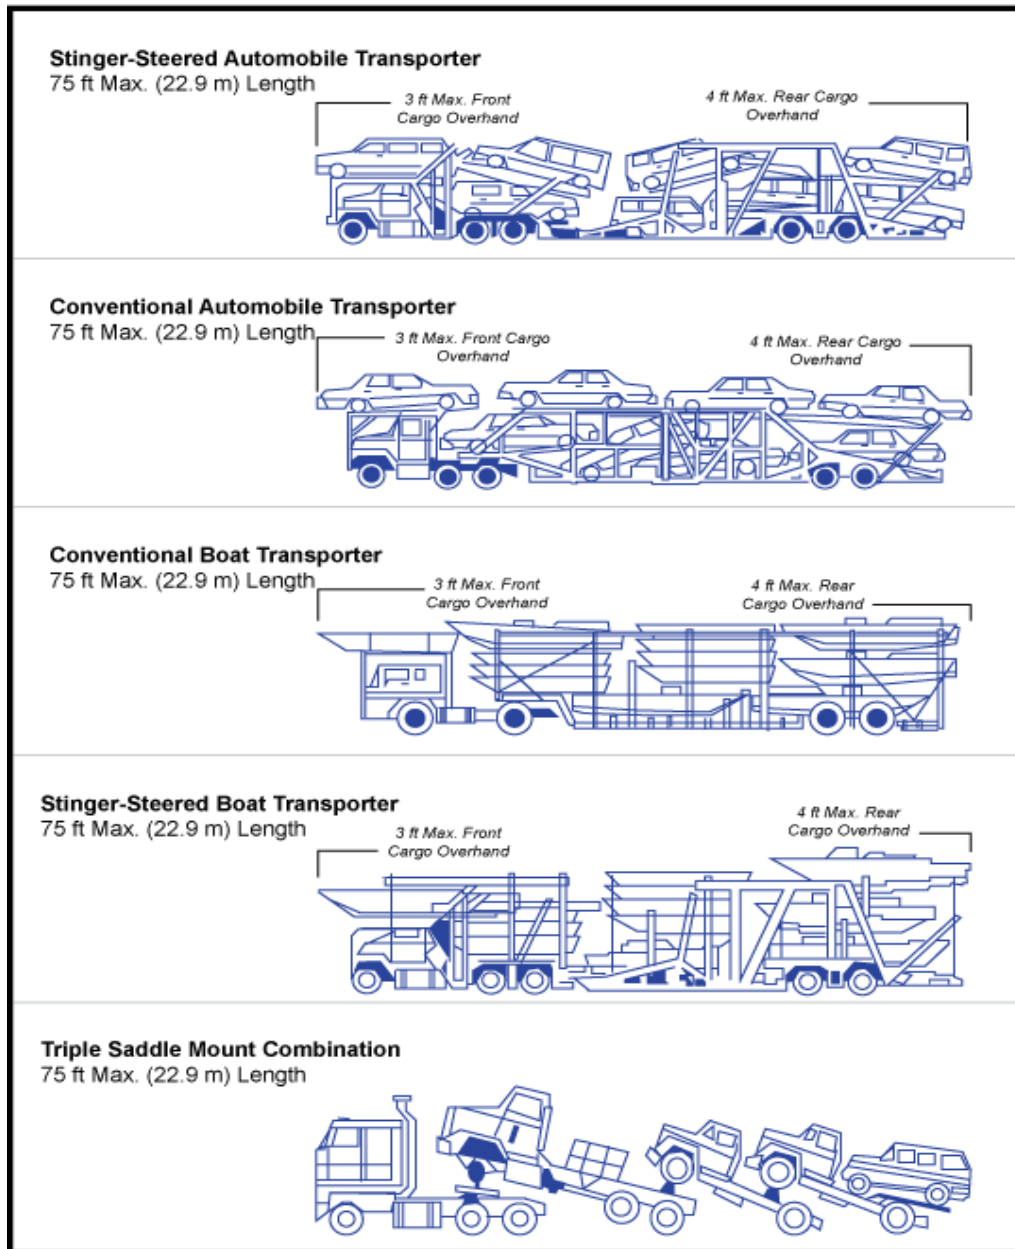 Stinger-Steered Automobile Transporter
75 ft Max. (22.9 m) Length
3 ft Max. Front
Cargo Overhand
4 ft Max. Rear Cargo
Overhand
Conventional Automobile Transporter
75 ft Max. (22.9 m) Length
3 ft Max. Front Cargo
Overhand
4 ft Max. Rear Cargo
Overhand
Conventional Boat Transporter
75 ft Max. (22.9 m) Length
3 ft Max. Front
Cargo Overhand
4 ft Max. Rear
Cargo Overhand
Stinger-Steered Boat Transporter
75 ft Max. (22.9 m) Length
3 ft Max. Front
Cargo Overhand
4 ft Max. Rear
Cargo Overhand
Triple Saddle Mount Combination
75 ft Max. (22.9 m) Length